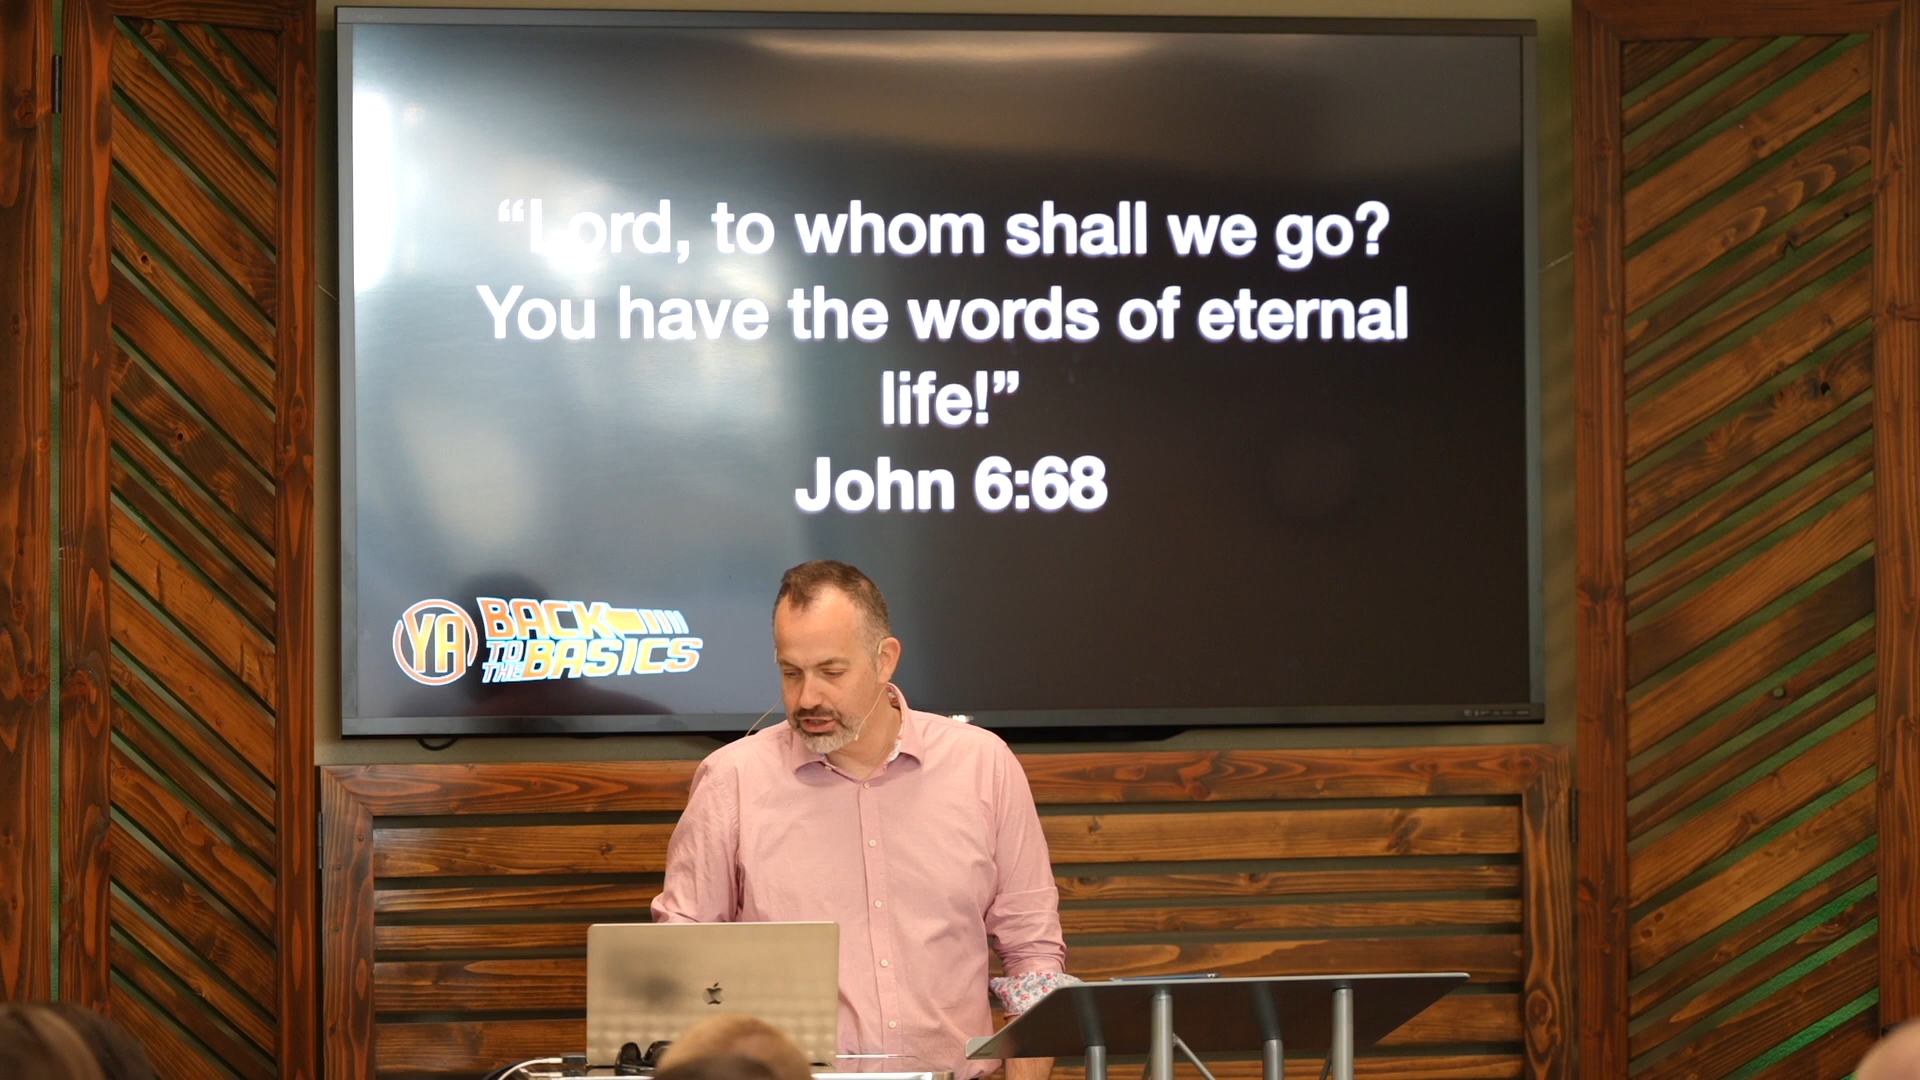 “Lord, to whom shall we go?
You have the words of eternal
life!”
John 6:68
YA
BACK
TO THE BASICS